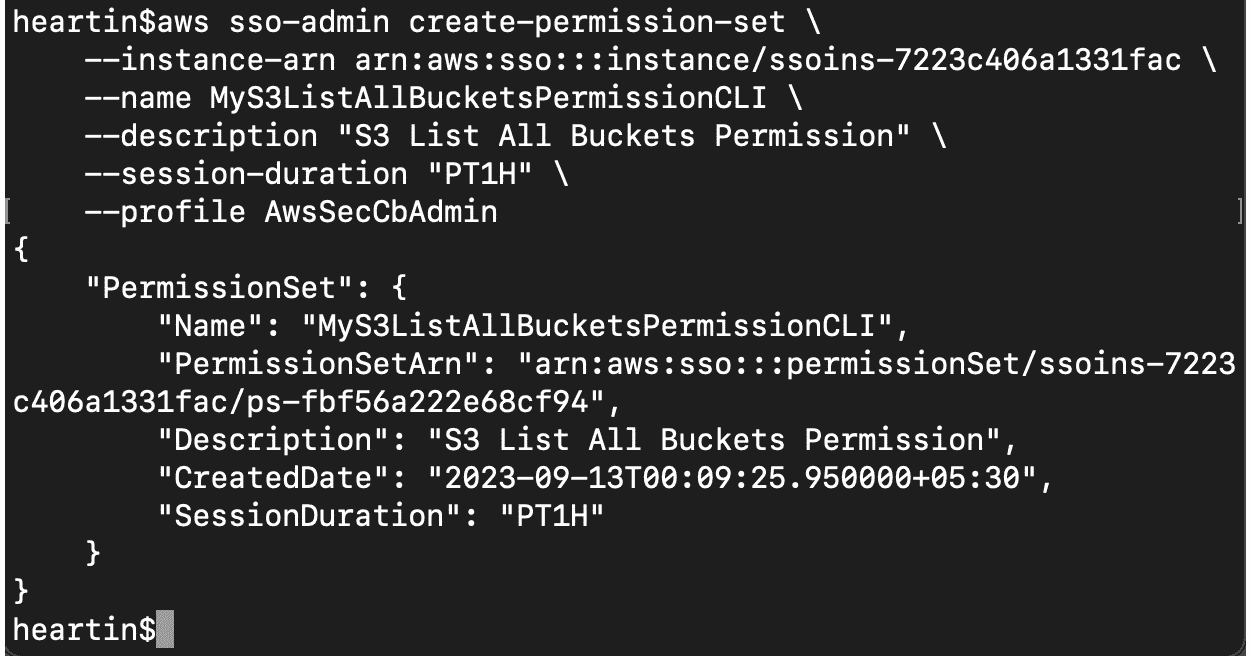 heartin$aws sso-admin create-permission-set \
    --instance-arn arn:aws:sso:::instance/ssoins-7223c406a1331fac \
    --name MyS3ListAllBucketsPermissionCLI \
    --description "S3 List All Buckets Permission" \
    --session-duration "PT1H" \
[    --profile AwsSecCbAdmin ]
{
    "PermissionSet": {
        "Name": "MyS3ListAllBucketsPermissionCLI",
        "PermissionSetArn": "arn:aws:sso:::permissionSet/ssoins-7223
c406a1331fac/ps-fbf56a222e68cf94",
        "Description": "S3 List All Buckets Permission",
        "CreatedDate": "2023-09-13T00:09:25.950000+05:30",
        "SessionDuration": "PT1H"
    }
}
heartin$